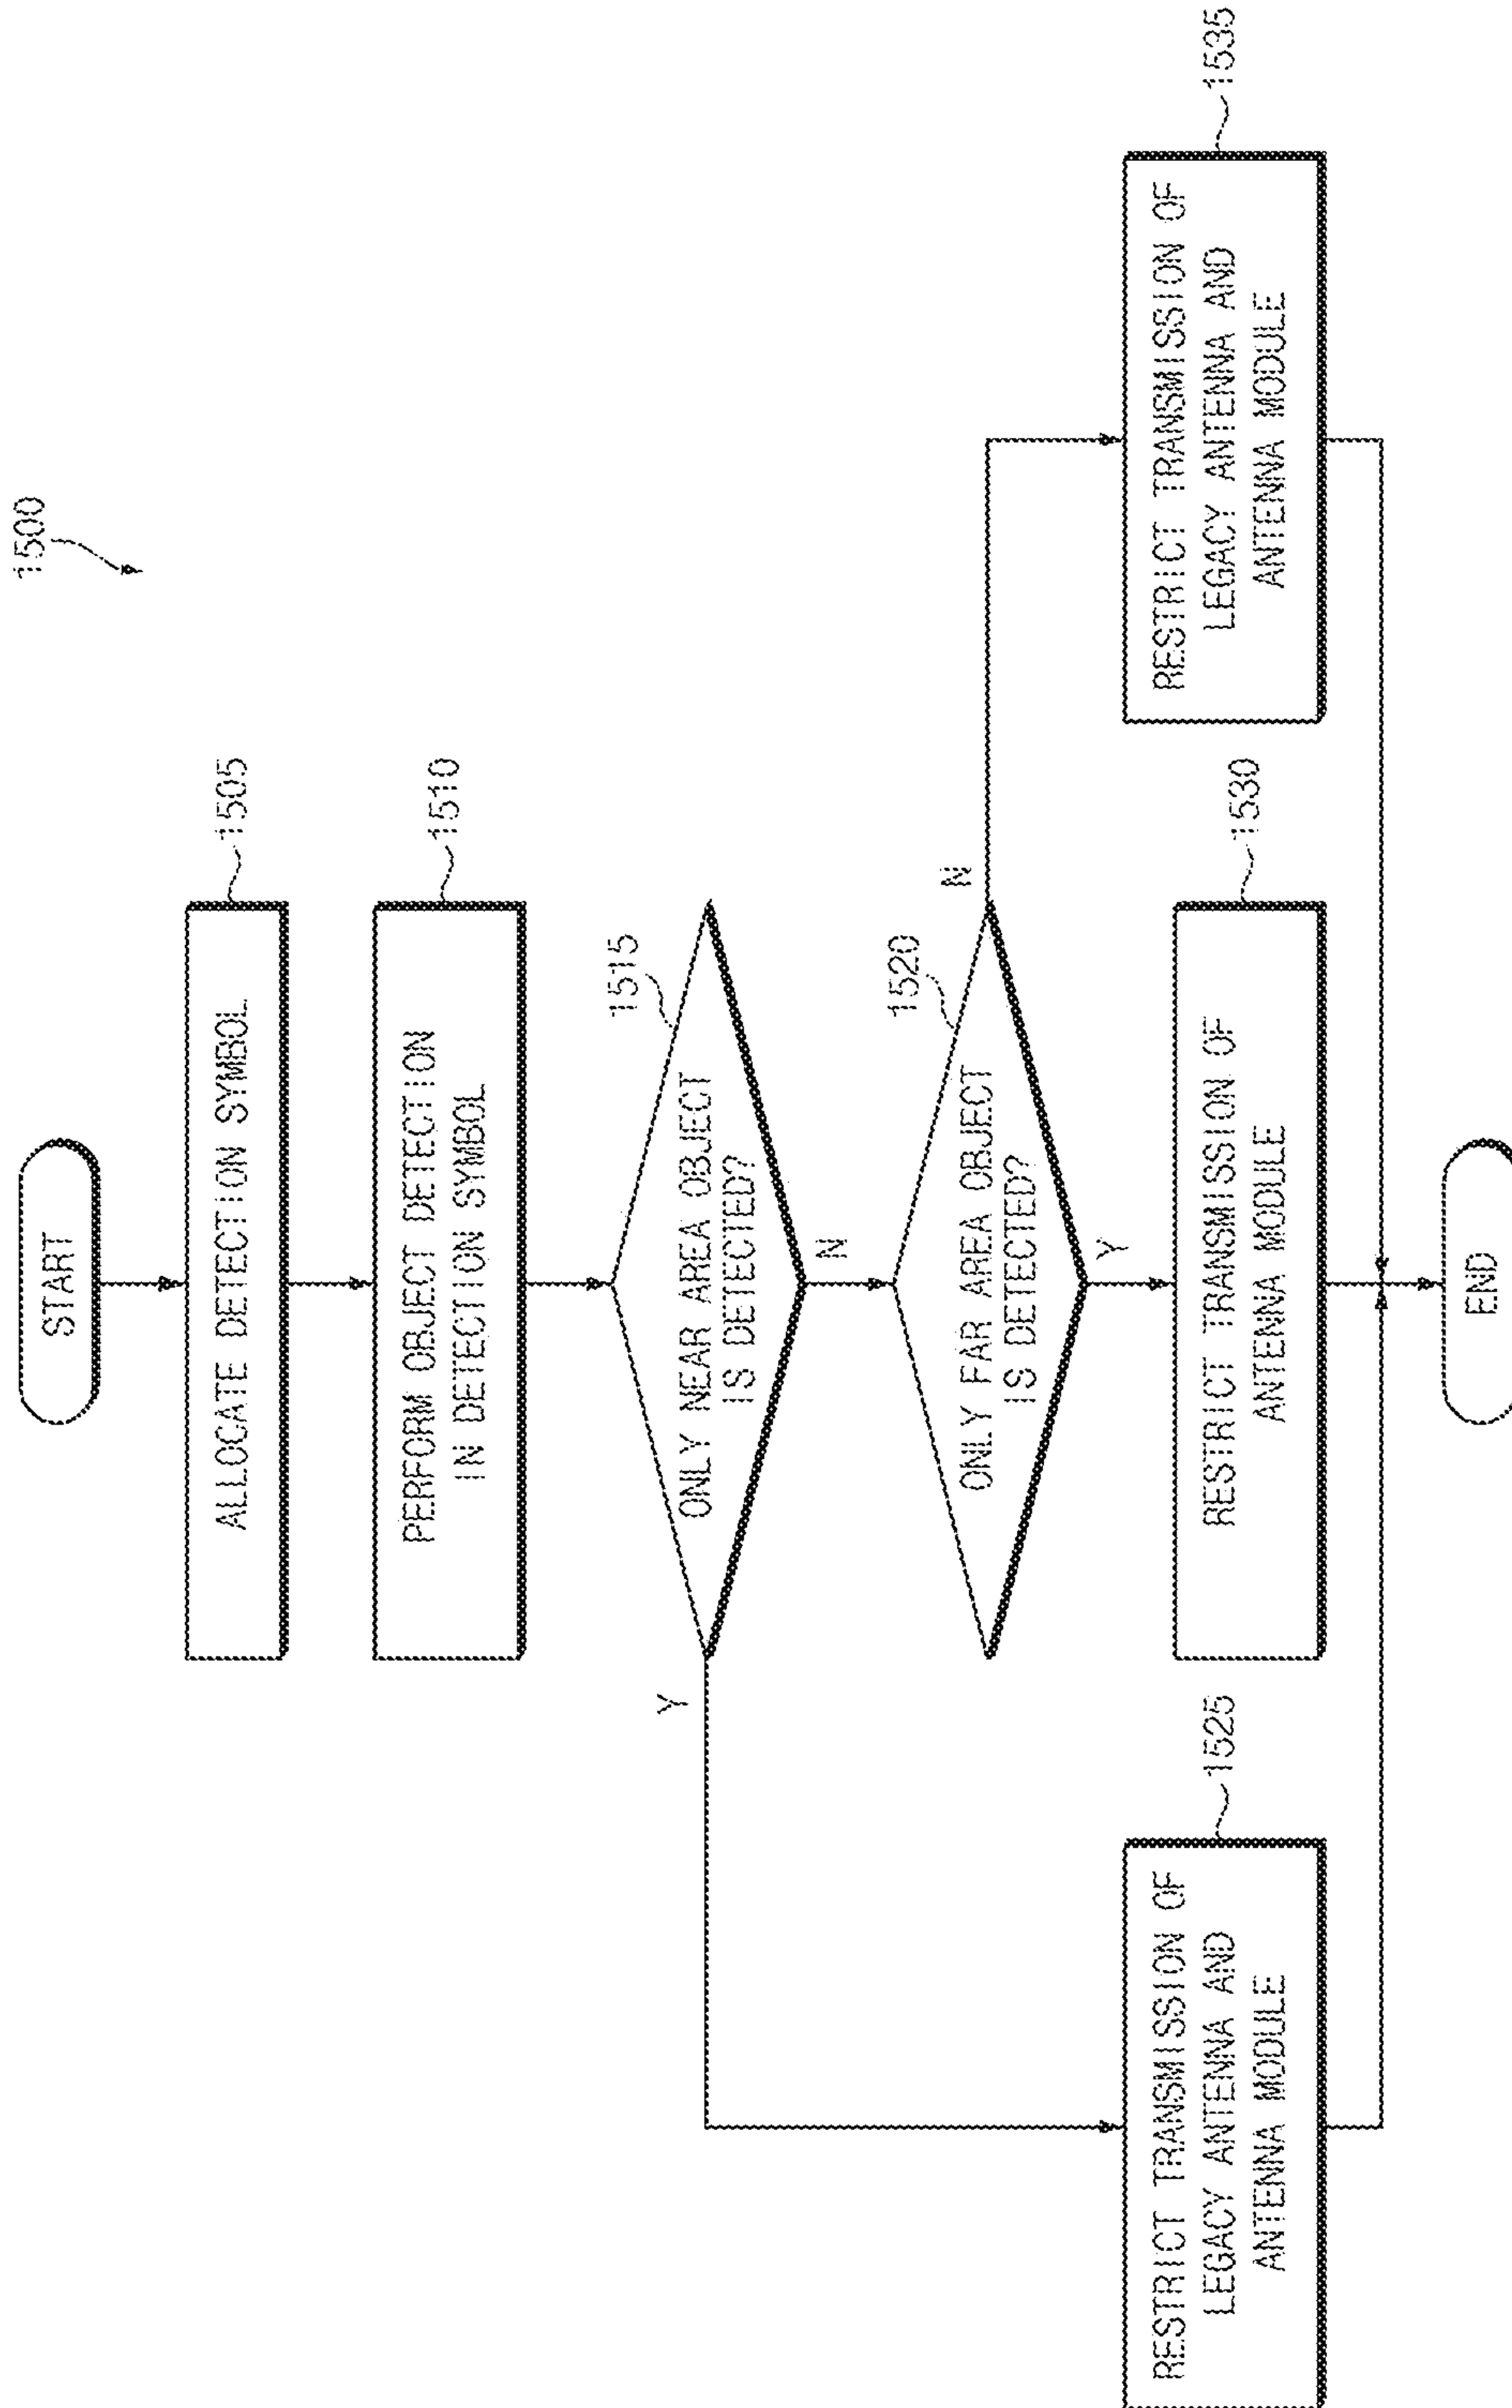 1500
START
ALLOCATE DETECTION SYMBOL
1505
PERFORM OBJECT DETECTION
IN DETECTION SYMBOL
1510
ONLY NEAR AREA OBJECT
IS DETECTED?
1515
Y
N
ONLY FAR AREA OBJECT
IS DETECTED?
1520
N
Y
RESTRICT TRANSMISSION OF
LEGACY ANTENNA AND
ANTENNA MODULE
1525
RESTRICT TRANSMISSION OF
ANTENNA MODULE
1530
RESTRICT TRANSMISSION OF
LEGACY ANTENNA AND
ANTENNA MODULE
1535
END